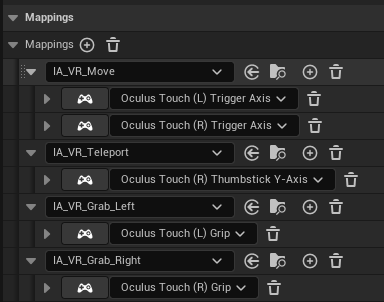 Mappings
Mappings
IA_VR_Move
Oculus Touch (L) Trigger Axis
Oculus Touch (R) Trigger Axis
IA_VR_Teleport
Oculus Touch (R) Thumbstick Y-Axis
IA_VR_Grab_Left
Oculus Touch (L) Grip
IA_VR_Grab_Right
Oculus Touch (R) Grip